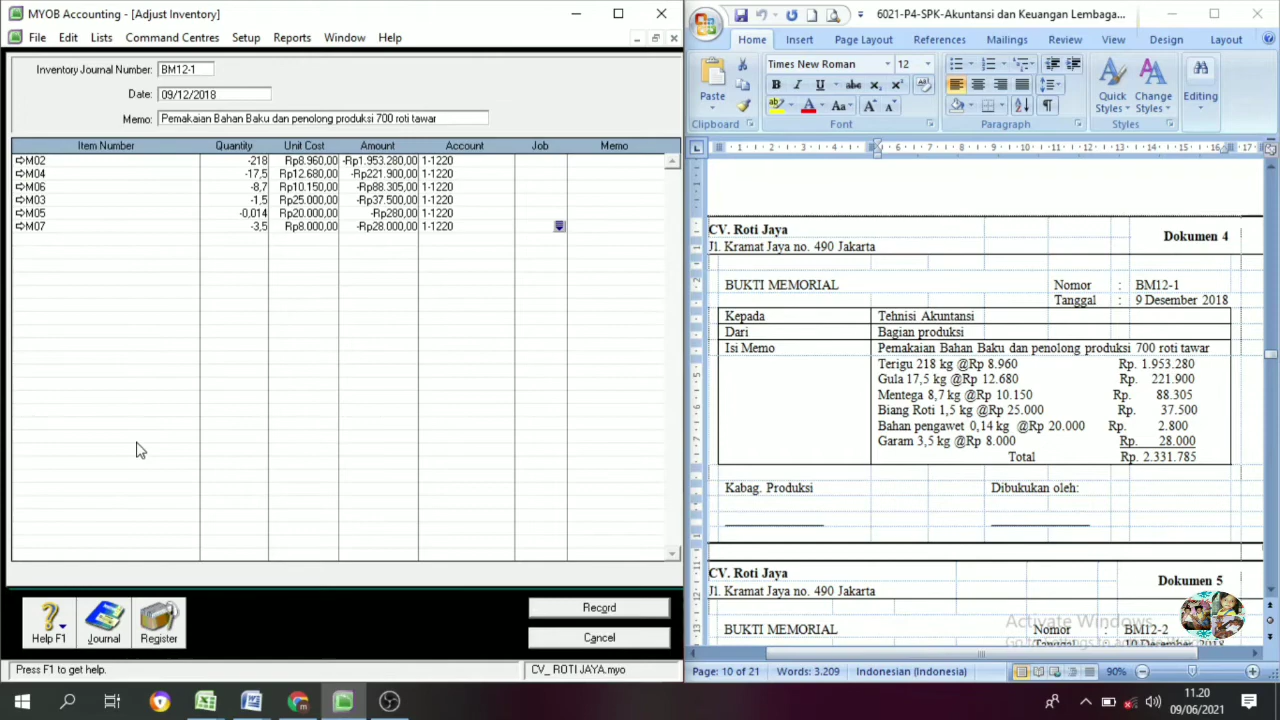 MYOB Accounting - [Adjust Inventory]
File Edit Lists Command Centres Setup Reports Window Help
Inventory Journal Number: BM12-1
Date: 09/12/2018
Memo: Pemakaian Bahan Baku dan penolong produksi 700 roti tawar
Item Number Quantity Unit Cost Amount Account Job Memo
M02 -218 Rp8.960,00 -Rp1.953.280,00 1-1220
M04 -17,5 Rp12.680,00 -Rp221.900,00 1-1220
M06 -8,7 Rp10.150,00 -Rp88.305,00 1-1220
M03 -1,5 Rp25.000,00 -Rp37.500,00 1-1220
M05 -0,014 Rp20.000,00 -Rp280,00 1-1220
M07 -3,5 Rp8.000,00 -Rp28.000,00 1-1220
Help F1 Journal Register
Record
Cancel
Press F1 to get help. CV_ROTI JAYA.myo
6021-P4-SPK-Akuntansi dan Keuangan Lembaga...
Home Insert Page Layout References Mailings Review View Design Layout
Times New Roman 12
Paste
Quick Styles
Change Styles
Editing
Clipboard Font Paragraph Styles
CV. Roti Jaya
Dokumen 4
Jl. Kramat Jaya no. 490 Jakarta
BUKTI MEMORIAL Nomor : BM12-1
Tanggal : 9 Desember 2018
Kepada Tehnisi Akuntansi
Dari Bagian produksi
Isi Memo Pemakaian Bahan Baku dan penolong produksi 700 roti tawar
Terigu 218 kg @Rp 8.960 Rp. 1.953.280
Gula 17,5 kg @Rp 12.680 Rp. 221.900
Mentega 8,7 kg @Rp 10.150 Rp. 88.305
Biang Roti 1,5 kg @Rp 25.000 Rp. 37.500
Bahan pengawet 0,14 kg @Rp 20.000 Rp. 2.800
Garam 3,5 kg @Rp 8.000 Rp. 28.000
Total Rp. 2.331.785
Kabag. Produksi Dibukukan oleh:
CV. Roti Jaya
Dokumen 5
Jl. Kramat Jaya no. 490 Jakarta
Activate Windows
BUKTI MEMORIAL Nomor : BM12-2
Tanggal : 10 Desember 2018
Page: 10 of 21 Words: 3.209 Indonesian (Indonesia) 90%
11.20
09/06/2021